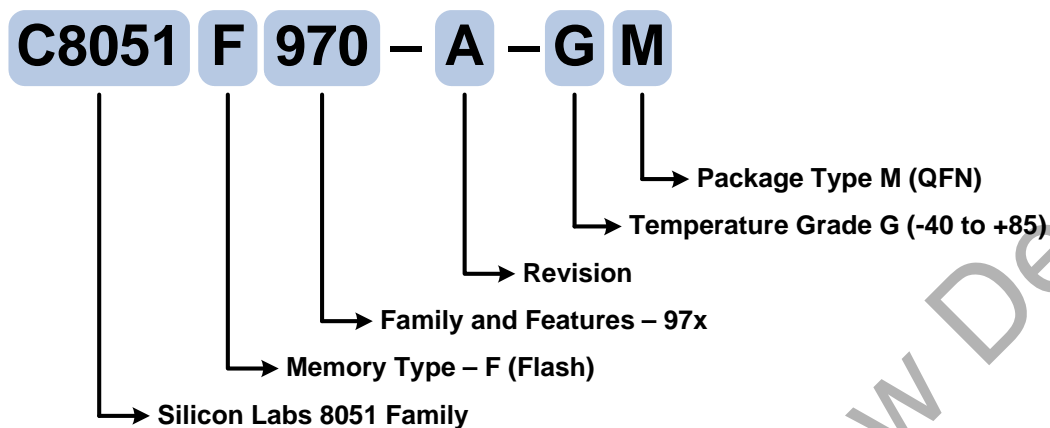 C8051 F 970 – A – G M
Package Type M (QFN)
Temperature Grade G (-40 to +85)
Revision
Family and Features – 97x
Memory Type – F (Flash)
Silicon Labs 8051 Family